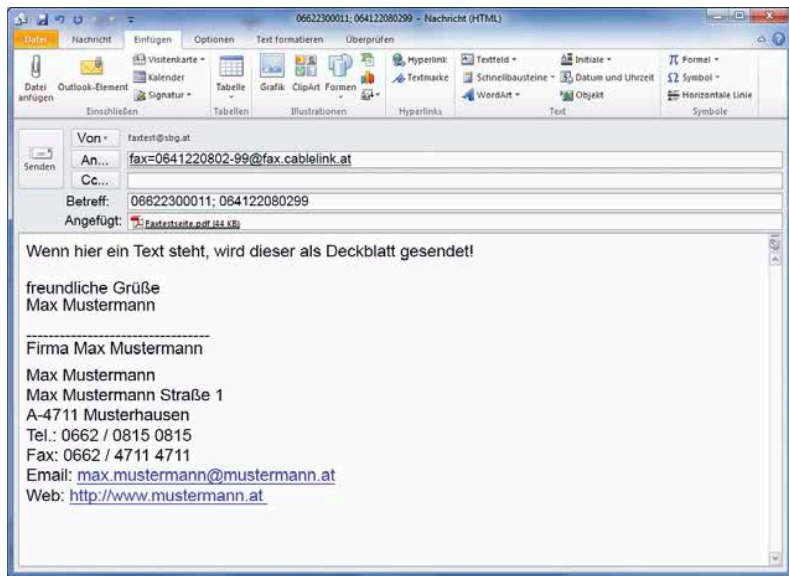 06622300011; 064122080299 - Nachricht (HTML)
Datei Nachricht Einfügen Optionen Text formatieren Überprüfen
Datei anfügen
Outlook-Element
Visitenkarte
Kalender
Signatur
Einschließen
Tabelle
Tabellen
Grafik ClipArt Formen
Illustrationen
Hyperlink
Textmarke
Hyperlinks
Textfeld
Schnellbausteine
WordArt
Initiale
Datum und Uhrzeit
Objekt
Text
Formel
Symbol
Horizontale Linie
Symbole
Senden
Von faxtest@sbg.at
An... fax=0641220802-99@fax.cablelink.at
Cc...
Betreff: 06622300011; 064122080299
Angefügt: Faxtestseite.pdf (44 KB)
Wenn hier ein Text steht, wird dieser als Deckblatt gesendet!
freundliche Grüße
Max Mustermann
---------------------------------
Firma Max Mustermann
Max Mustermann
Max Mustermann Straße 1
A-4711 Musterhausen
Tel.: 0662 / 0815 0815
Fax: 0662 / 4711 4711
Email: max.mustermann@mustermann.at
Web: http://www.mustermann.at